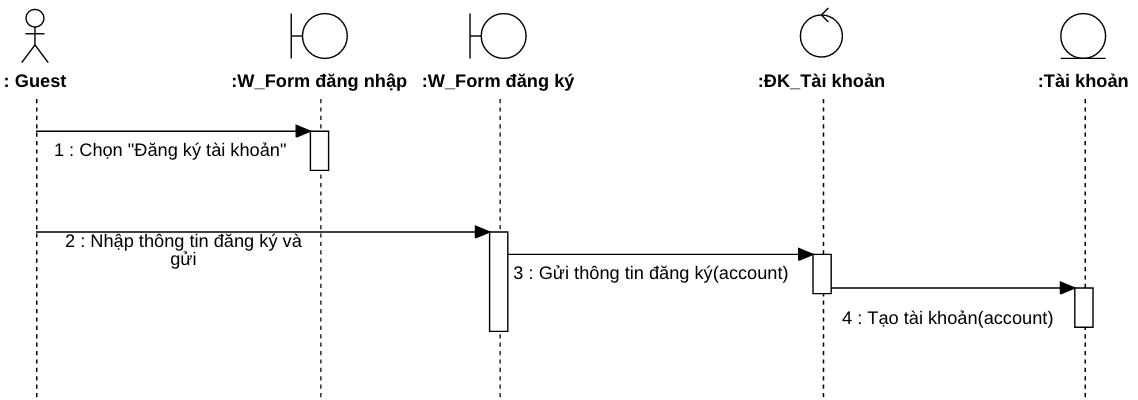 : Guest
:W_Form đăng nhập
:W_Form đăng ký
:ĐK_Tài khoản
:Tài khoản
1 : Chọn "Đăng ký tài khoản"
2 : Nhập thông tin đăng ký và
gửi
3 : Gửi thông tin đăng ký(account)
4 : Tạo tài khoản(account)